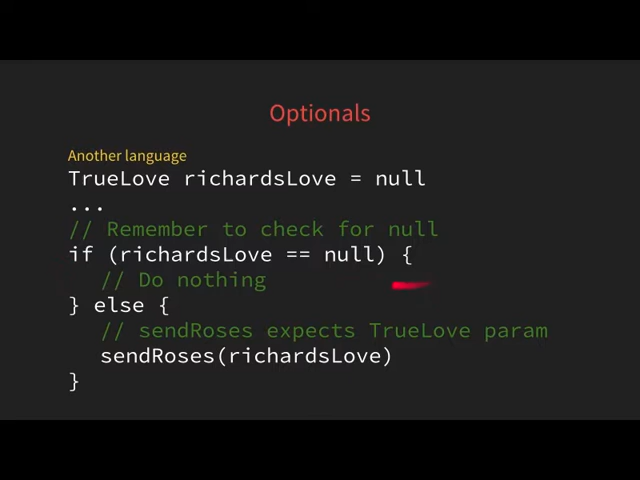 Optionals
Another language
TrueLove richardsLove = null
...
// Remember to check for null
if (richardsLove == null) {
// Do nothing
} else {
// sendRoses expects TrueLove param
sendRoses(richardsLove)
}